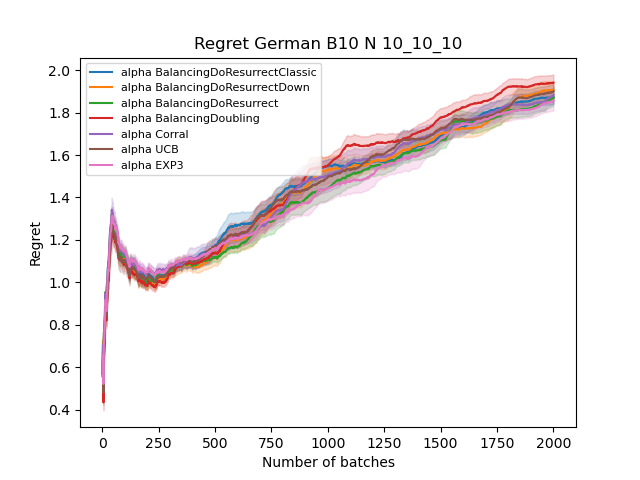 Regret German B10 N 10_10_10
2.0
1.8
1.6
1.4
1.2
1.0
0.8
0.6
0.4
Regret
alpha BalancingDoResurrectClassic
alpha BalancingDoResurrectDown
alpha BalancingDoResurrect
alpha BalancingDoubling
alpha Corral
alpha UCB
alpha EXP3
0 250 500 750 1000 1250 1500 1750 2000
Number of batches